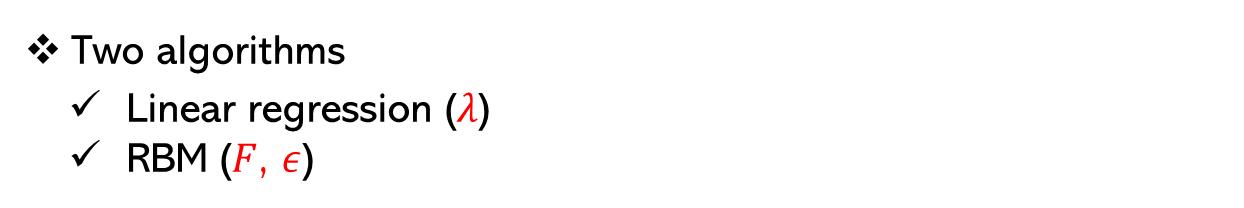 ❖ Two algorithms
✓ Linear regression (λ)
✓ RBM (F, ϵ)